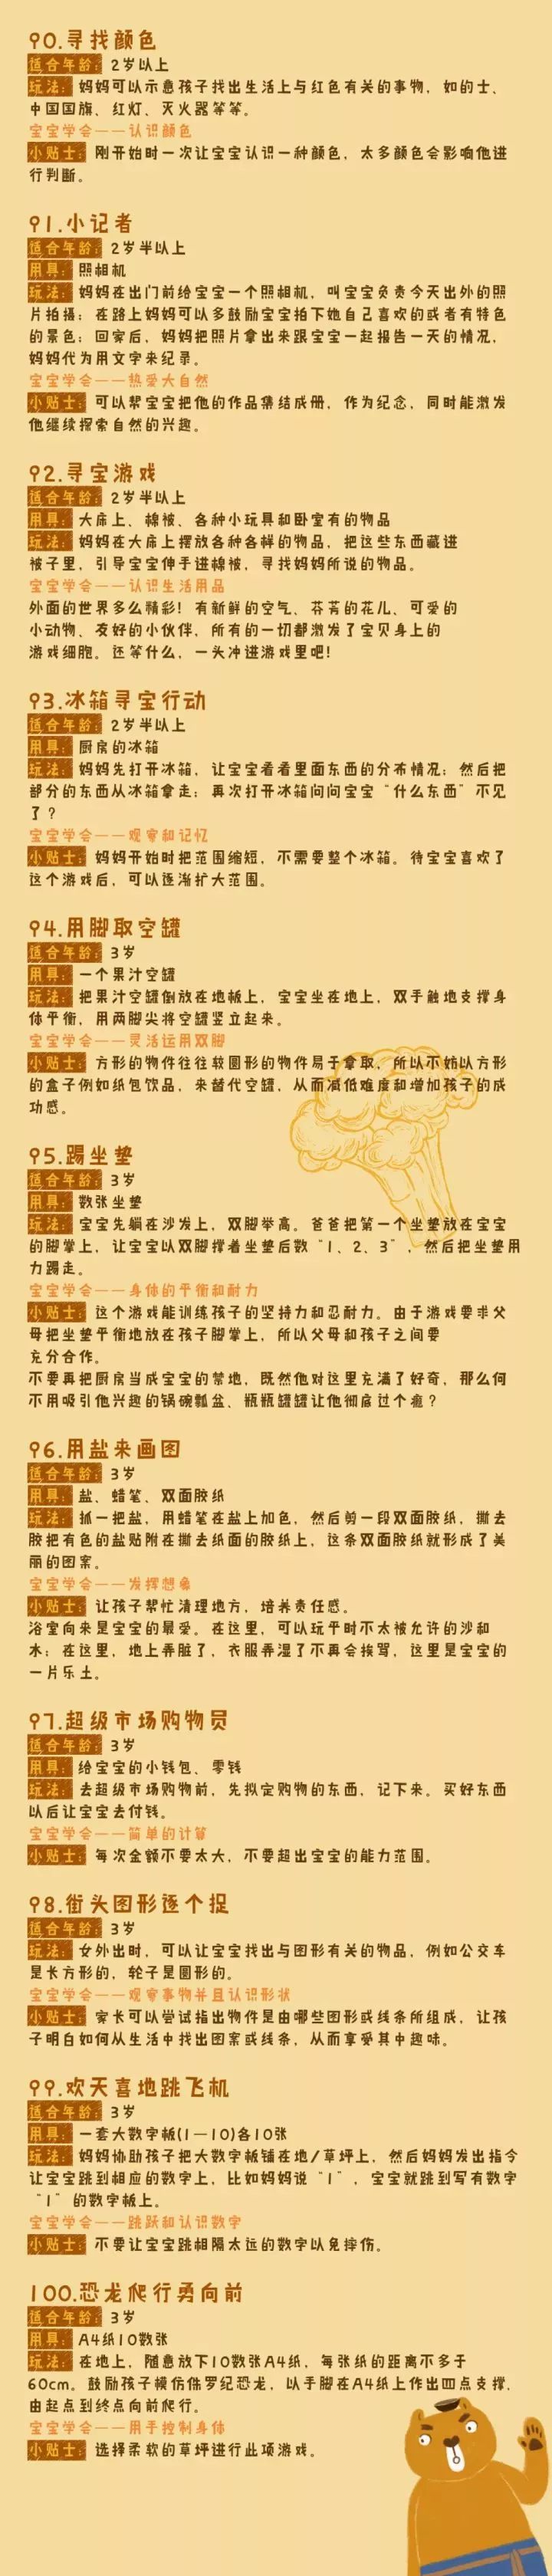 90.寻找颜色
适合年龄：2岁以上
玩法：妈妈可以示意孩子找出生活上与红色有关的事物，如的士、
中国国旗、红灯、灭火器等等。
宝宝学会——认识颜色
小贴士：刚开始时一次让宝宝认识一种颜色，太多颜色会影响他进
行判断。
91.小记者
适合年龄：2岁半以上
用具：照相机
玩法：妈妈在出门前给宝宝一个照相机，叫宝宝负责今天出外的照
片拍摄；在路上妈妈可以多鼓励宝宝拍下她自己喜欢的或者有特色
的景色；回家后，妈妈把照片拿出来跟宝宝一起报告一天的情况，
妈妈代为用文字来纪录。
宝宝学会——热爱大自然
小贴士：可以帮宝宝把他的作品集结成册，作为纪念，同时能激发
他继续探索自然的兴趣。
92.寻宝游戏
适合年龄：2岁半以上
用具：大床上、棉被、各种小玩具和卧室有的物品
玩法：妈妈在大床上摆放各种各样的物品，把这些东西藏进
被子里，引导宝宝伸手进棉被，寻找妈妈所说的物品。
宝宝学会——认识生活用品
外面的世界多么精彩！有新鲜的空气、芬芳的花儿、可爱的
小动物、友好的小伙伴，所有的一切都激发了宝贝身上的
游戏细胞。还等什么，一头冲进游戏里吧！
93.冰箱寻宝行动
适合年龄：2岁半以上
用具：厨房的冰箱
玩法：妈妈先打开冰箱，让宝宝看看里面东西的分布情况；然后把
部分的东西从冰箱拿走；再次打开冰箱问问宝宝“什么东西”不见
了？
宝宝学会——观察和记忆
小贴士：妈妈开始时把范围缩短，不需要整个冰箱。待宝宝喜欢了
这个游戏后，可以逐渐扩大范围。
94.用脚取空罐
适合年龄：3岁
用具：一个果汁空罐
玩法：把果汁空罐倒放在地板上，宝宝坐在地上，双手触地支撑身
体平衡，用两脚尖将空罐竖立起来。
宝宝学会——灵活运用双脚
小贴士：方形的物件往往较圆形的物件易于拿取，所以不妨以方形
的盒子例如纸包饮品，来替代空罐，从而减低难度和增加孩子的成
功感。
95.踢坐垫
适合年龄：3岁
用具：数张坐垫
玩法：宝宝先躺在沙发上，双脚举高。爸爸把第一个坐垫放在宝宝
的脚掌上，让宝宝以双脚撑着坐垫后数“1、2、3”，然后把坐垫用
力踢走。
宝宝学会——身体的平衡和耐力
小贴士：这个游戏能训练孩子的坚持力和忍耐力。由于游戏要求父
母把坐垫平衡地放在孩子脚掌上，所以父母和孩子之间要
充分合作。
不要再把厨房当成宝宝的禁地，既然他对这里充满了好奇，那么何
不用吸引他兴趣的锅碗瓢盆、瓶瓶罐罐让他彻底过个瘾？
96.用盐来画图
适合年龄：3岁
用具：盐、蜡笔、双面胶纸
玩法：抓一把盐，用蜡笔在盐上加色，然后剪一段双面胶纸，撕去
胶把有色的盐贴附在撕去纸面的胶纸上，这条双面胶纸就形成了美
丽的图案。
宝宝学会——发挥想象
小贴士：让孩子帮忙清理地方，培养责任感。
浴室向来是宝宝的最爱。在这里，可以玩平时不太被允许的沙和
水；在这里，地上弄脏了，衣服弄湿了不再会挨骂，这里是宝宝的
一片乐土。
97.超级市场购物员
适合年龄：3岁
用具：给宝宝的小钱包、零钱
玩法：去超级市场购物前，先拟定购物的东西，记下来。买好东西
以后让宝宝去付钱。
宝宝学会——简单的计算
小贴士：每次金额不要太大，不要超出宝宝的能力范围。
98.街头图形逐个捉
适合年龄：3岁
玩法：女外出时，可以让宝宝找出与图形有关的物品，例如公交车
是长方形的，轮子是圆形的。
宝宝学会——观察事物并且认识形状
小贴士：家长可以尝试指出物件是由哪些图形或线条所组成，让孩
子明白如何从生活中找出图案或线条，从而享受其中趣味。
99.欢天喜地跳飞机
适合年龄：3岁
用具：一套大数字板(1—10)各10张
玩法：妈妈协助孩子把大数字板铺在地/草坪上，然后妈妈发出指令
让宝宝跳到相应的数字上，比如妈妈说“1”，宝宝就跳到写有数字
“1”的数字板上。
宝宝学会——跳跃和认识数字
小贴士：不要让宝宝跳相隔太远的数字以免摔伤。
100.恐龙爬行勇向前
适合年龄：3岁
用具：A4纸10数张
玩法：在地上，随意放下10数张A4纸，每张纸的距离不多于
60cm。鼓励孩子模仿侏罗纪恐龙，以手脚在A4纸上作出四点支撑，
由起点到终点向前爬行。
宝宝学会——用手控制身体
小贴士：选择柔软的草坪进行此项游戏。